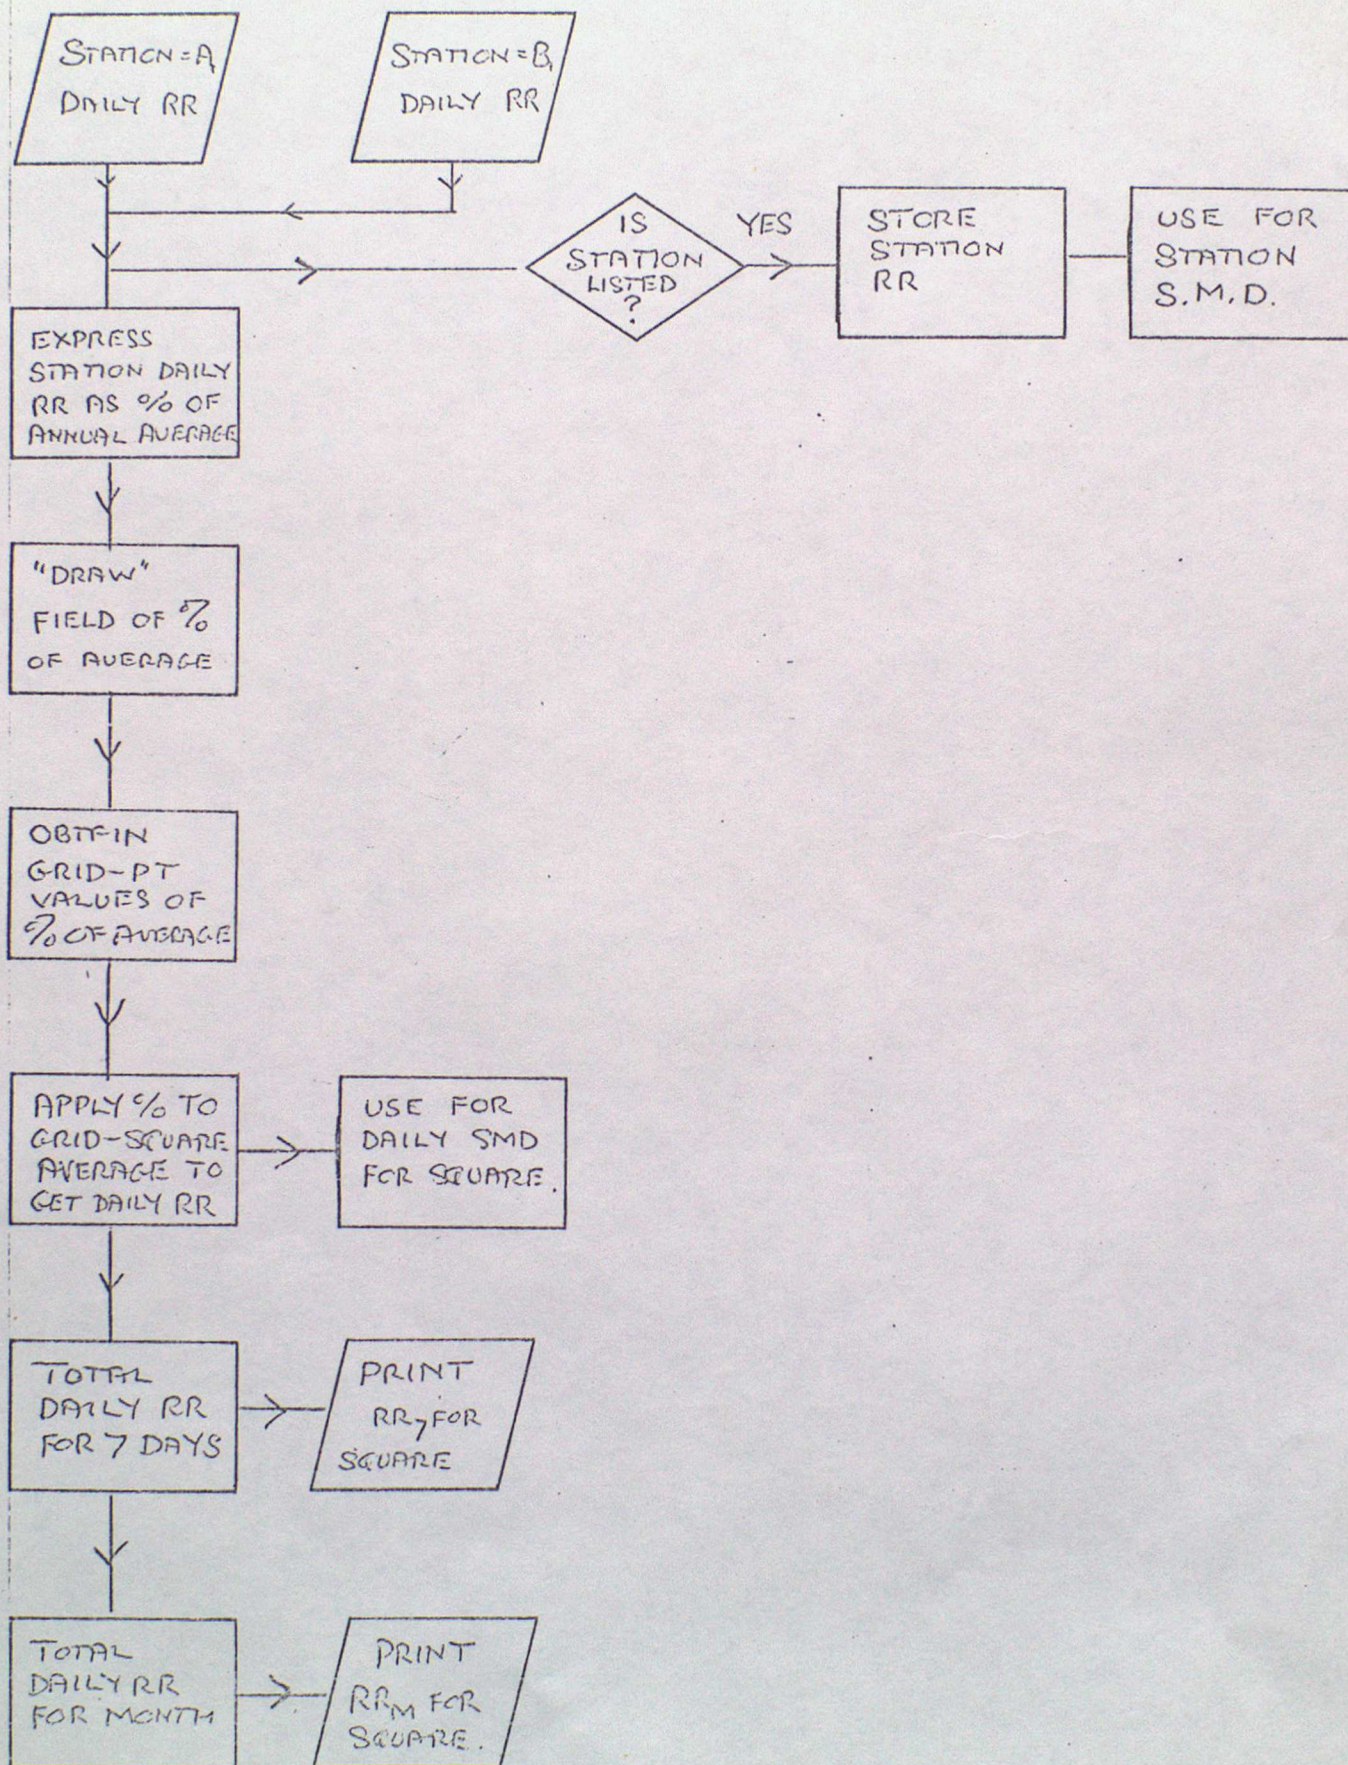 STATION=A,
DAILY RR
STATION=B,
DAILY RR
IS
STATION
LISTED
?
YES
STORE
STATION
RR
USE FOR
STATION
S.M.D.
EXPRESS
STATION DAILY
RR AS % OF
ANNUAL AVERAGE
"DRAW"
FIELD OF %
OF AVERAGE
OBTAIN
GRID-PT
VALUES OF
% OF AVERAGE
APPLY % TO
GRID-SQUARE
AVERAGE TO
GET DAILY RR
USE FOR
DAILY SMD
FOR SQUARE.
TOTAL
DAILY RR
FOR 7 DAYS
PRINT
RR7 FOR
SQUARE
TOTAL
DAILY RR
FOR MONTH
PRINT
RRM FOR
SQUARE.